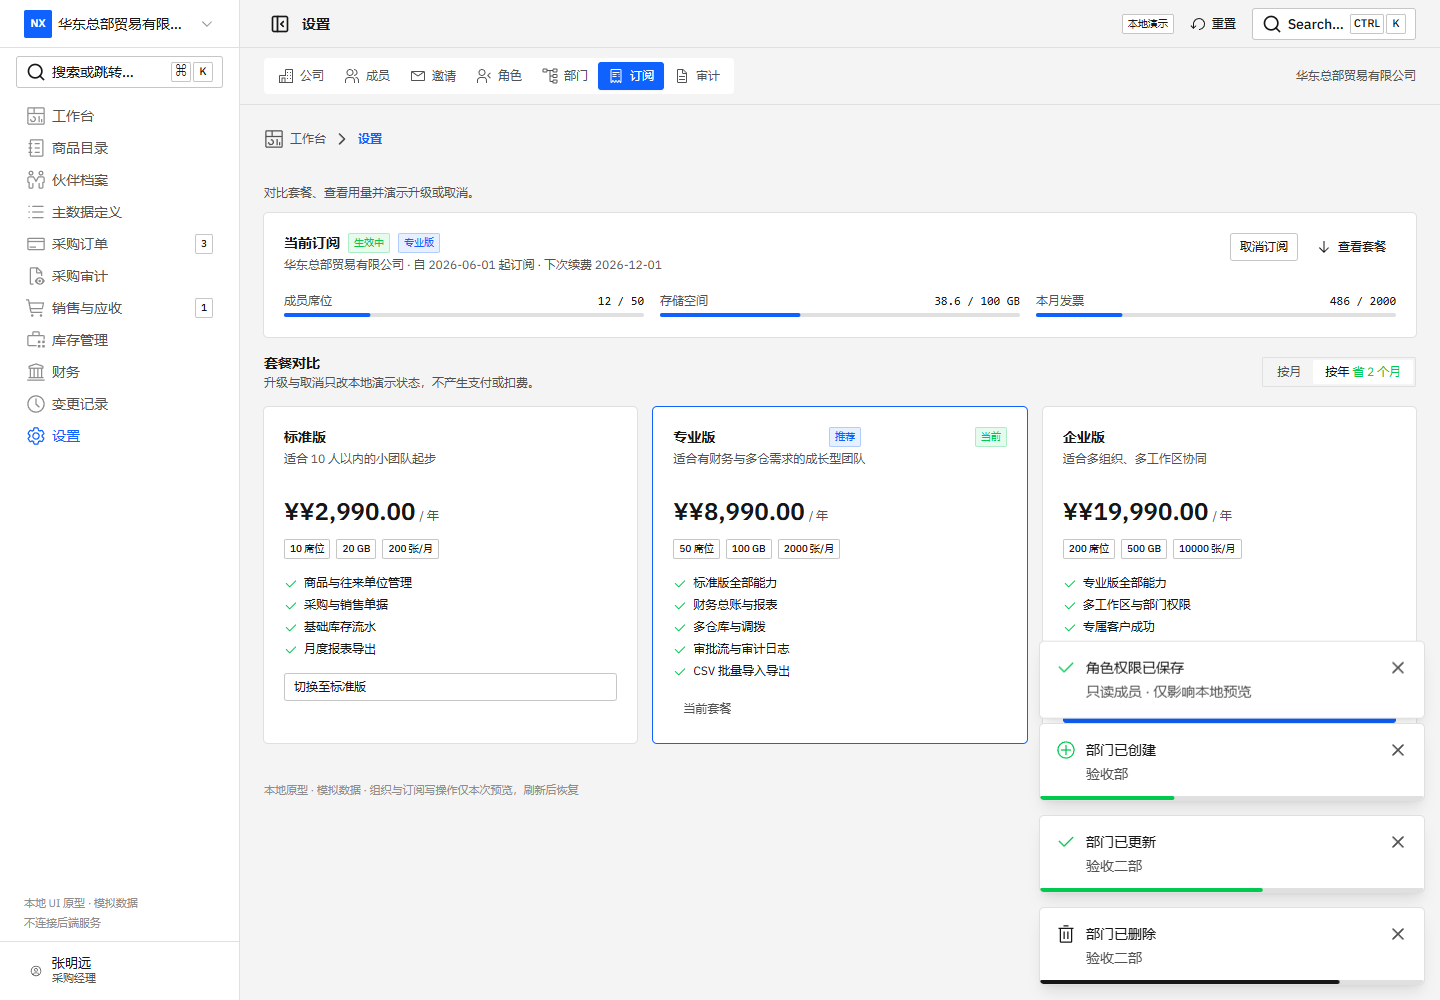 NX 华东总部贸易有限...
搜索或跳转... ⌘ K
工作台
商品目录
伙伴档案
主数据定义
采购订单 3
采购审计
销售与应收 1
库存管理
财务
变更记录
设置
本地 UI 原型 · 模拟数据
不连接后端服务
张明远
采购经理
设置
本地演示 重置 Search... CTRL K
公司 成员 邀请 角色 部门 订阅 审计
华东总部贸易有限公司
工作台 设置
对比套餐、查看用量并演示升级或取消。
当前订阅 生效中 专业版
华东总部贸易有限公司 · 自 2026-06-01 起订阅 · 下次续费 2026-12-01
取消订阅 查看套餐
成员席位 12 / 50
存储空间 38.6 / 100 GB
本月发票 486 / 2000
套餐对比
升级与取消只改本地演示状态，不产生支付或扣费。
按月 按年 省 2 个月
标准版
适合 10 人以内的小团队起步
¥¥2,990.00 / 年
10 席位 20 GB 200 张/月
商品与往来单位管理
采购与销售单据
基础库存流水
月度报表导出
切换至标准版
专业版 推荐 当前
适合有财务与多仓需求的成长型团队
¥¥8,990.00 / 年
50 席位 100 GB 2000 张/月
标准版全部能力
财务总账与报表
多仓库与调拨
审批流与审计日志
CSV 批量导入导出
当前套餐
企业版
适合多组织、多工作区协同
¥¥19,990.00 / 年
200 席位 500 GB 10000 张/月
专业版全部能力
多工作区与部门权限
专属客户成功
角色权限已保存
只读成员 · 仅影响本地预览
部门已创建
验收部
部门已更新
验收二部
部门已删除
验收二部
本地原型 · 模拟数据 · 组织与订阅写操作仅本次预览，刷新后恢复